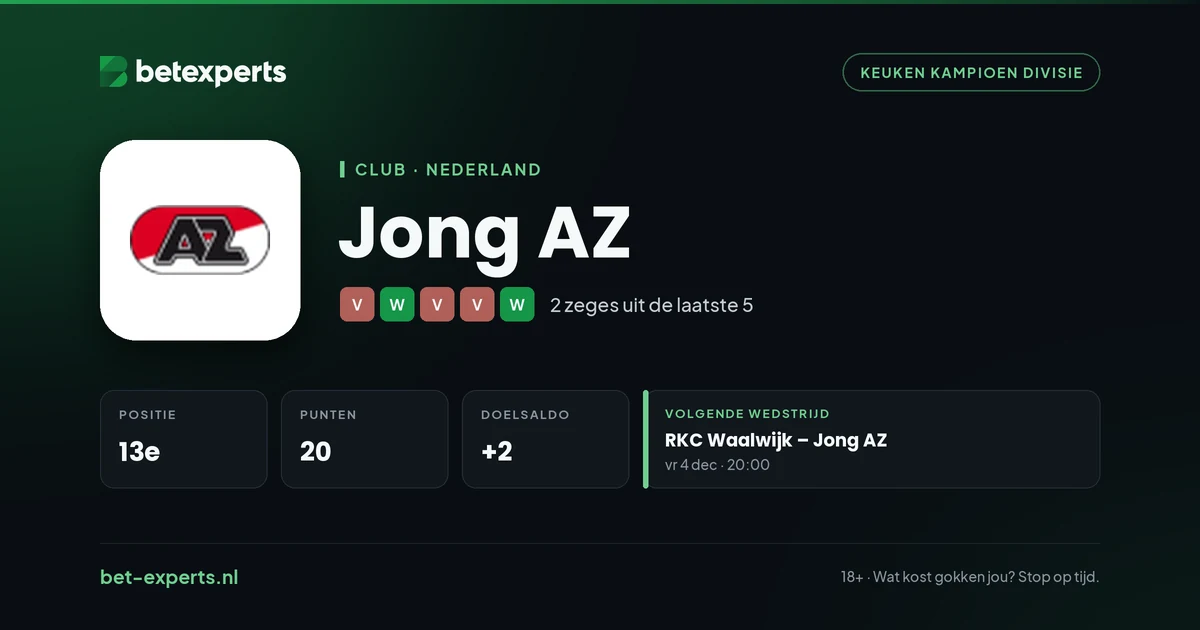 betexperts
KEUKEN KAMPIOEN DIVISIE
AZ
CLUB · NEDERLAND
Jong AZ
V W V V W 2 zeges uit de laatste 5
POSITIE
13e
PUNTEN
20
DOELSALDO
+2
VOLGENDE WEDSTRIJD
RKC Waalwijk – Jong AZ
vr 4 dec · 20:00
bet-experts.nl
18+ · Wat kost gokken jou? Stop op tijd.